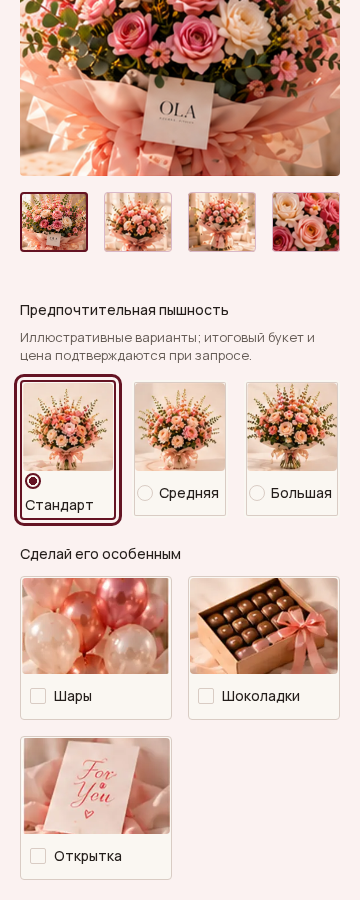 OLA
Предпочтительная пышность
Иллюстративные варианты; итоговый букет и
цена подтверждаются при запросе.
Стандарт
Средняя
Большая
Сделай его особенным
Шары
Шоколадки
For
You
Открытка